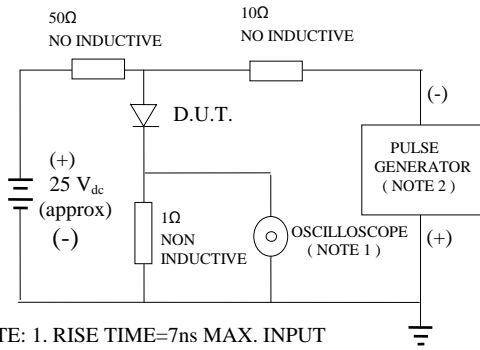 50Ω
NO INDUCTIVE
10Ω
NO INDUCTIVE
D.U.T.
(-)
(+)
25 Vdc
(approx)
(-)
PULSE
GENERATOR
( NOTE 2 )
1Ω
NON
INDUCTIVE
OSCILLOSCOPE
( NOTE 1 )
(+)
TE: 1. RISE TIME=7ns MAX. INPUT